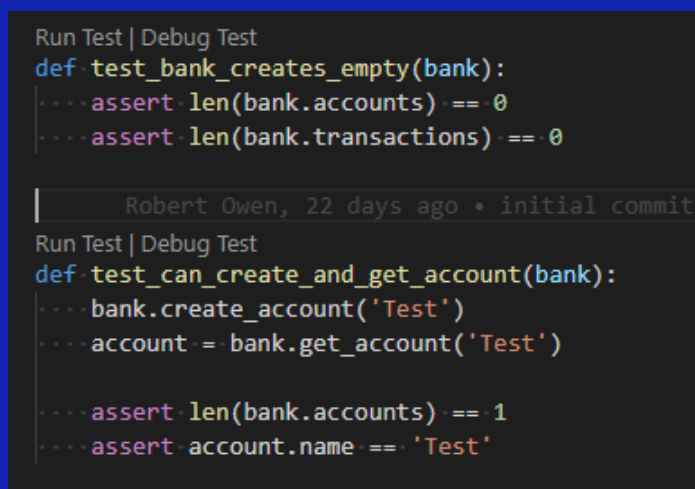 Run Test | Debug Test
def test_bank_creates_empty(bank):
    assert len(bank.accounts) == 0
    assert len(bank.transactions) == 0
Robert Owen, 22 days ago • initial commit
Run Test | Debug Test
def test_can_create_and_get_account(bank):
    bank.create_account('Test')
    account = bank.get_account('Test')
    assert len(bank.accounts) == 1
    assert account.name == 'Test'